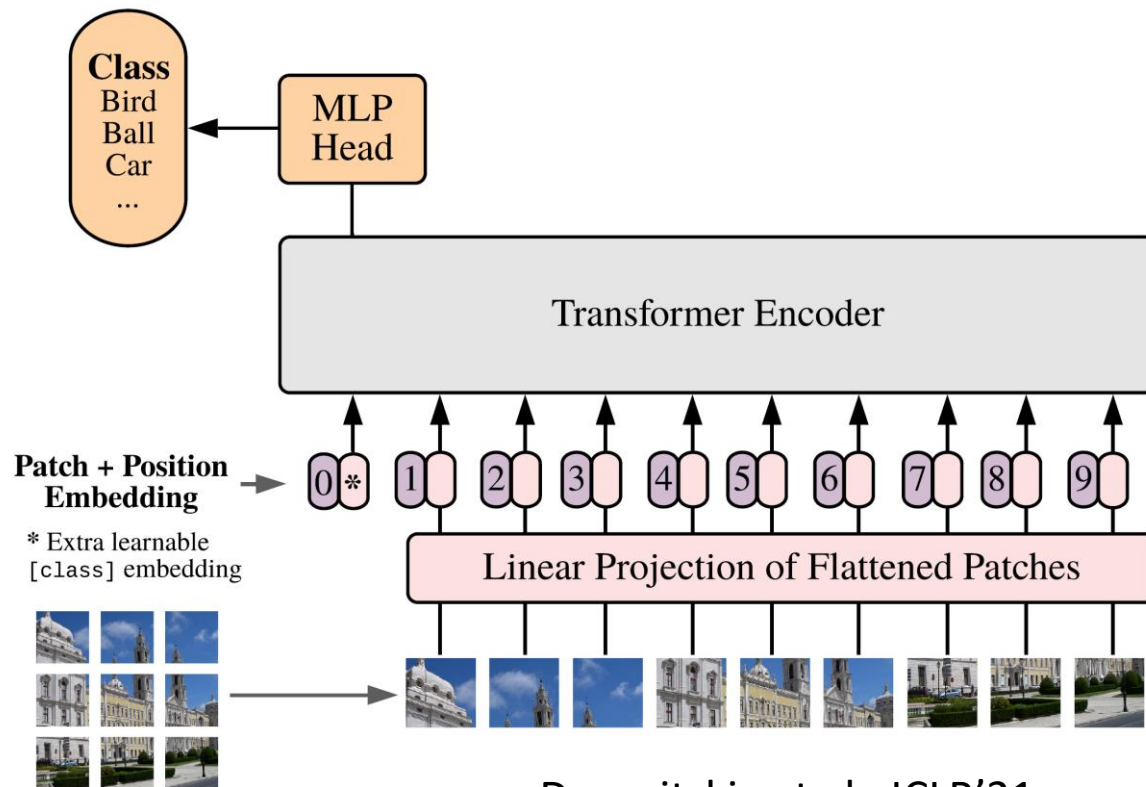 Class
Bird
Ball
Car
...
MLP
Head
Transformer Encoder
Patch + Position
Embedding
0 * 1 2 3 4 5 6 7 8 9
* Extra learnable
[class] embedding
Linear Projection of Flattened Patches